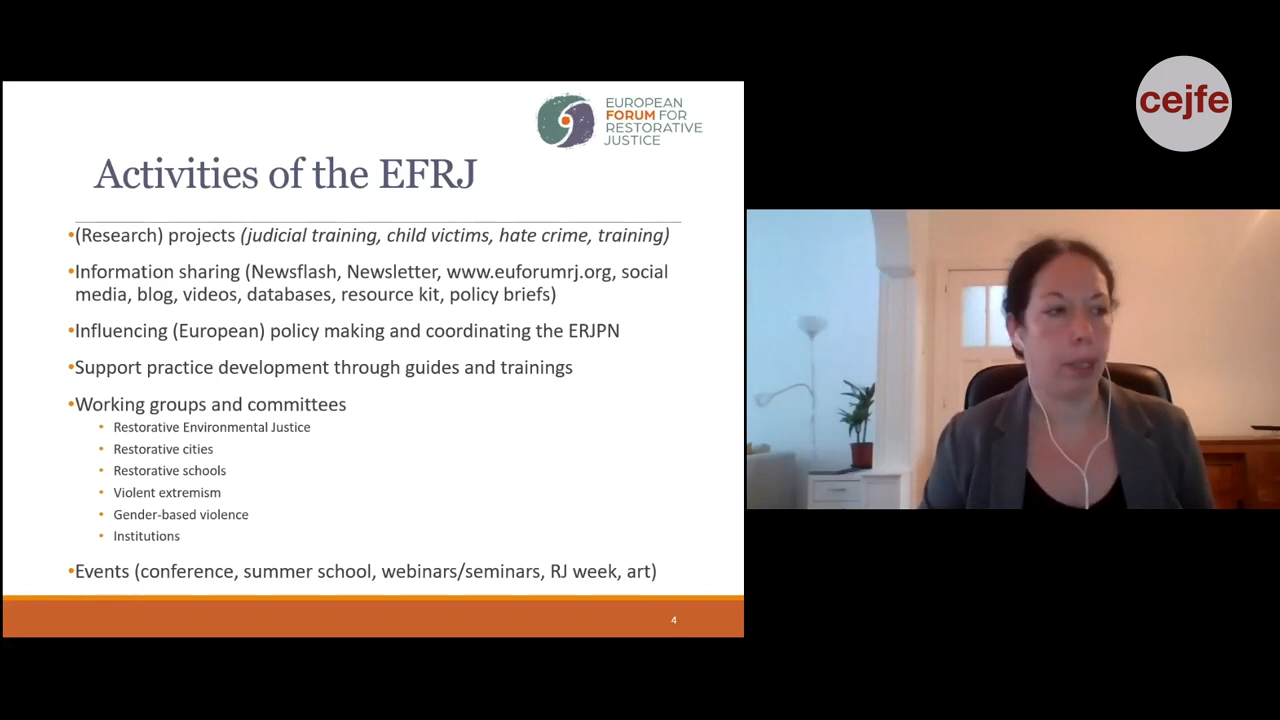 cejfe
EUROPEAN
FORUM FOR
RESTORATIVE
JUSTICE
Activities of the EFRJ
•(Research) projects (judicial training, child victims, hate crime, training)
•Information sharing (Newsflash, Newsletter, www.euforumrj.org, social
media, blog, videos, databases, resource kit, policy briefs)
•Influencing (European) policy making and coordinating the ERJPN
•Support practice development through guides and trainings
•Working groups and committees
• Restorative Environmental Justice
• Restorative cities
• Restorative schools
• Violent extremism
• Gender-based violence
• Institutions
•Events (conference, summer school, webinars/seminars, RJ week, art)
4